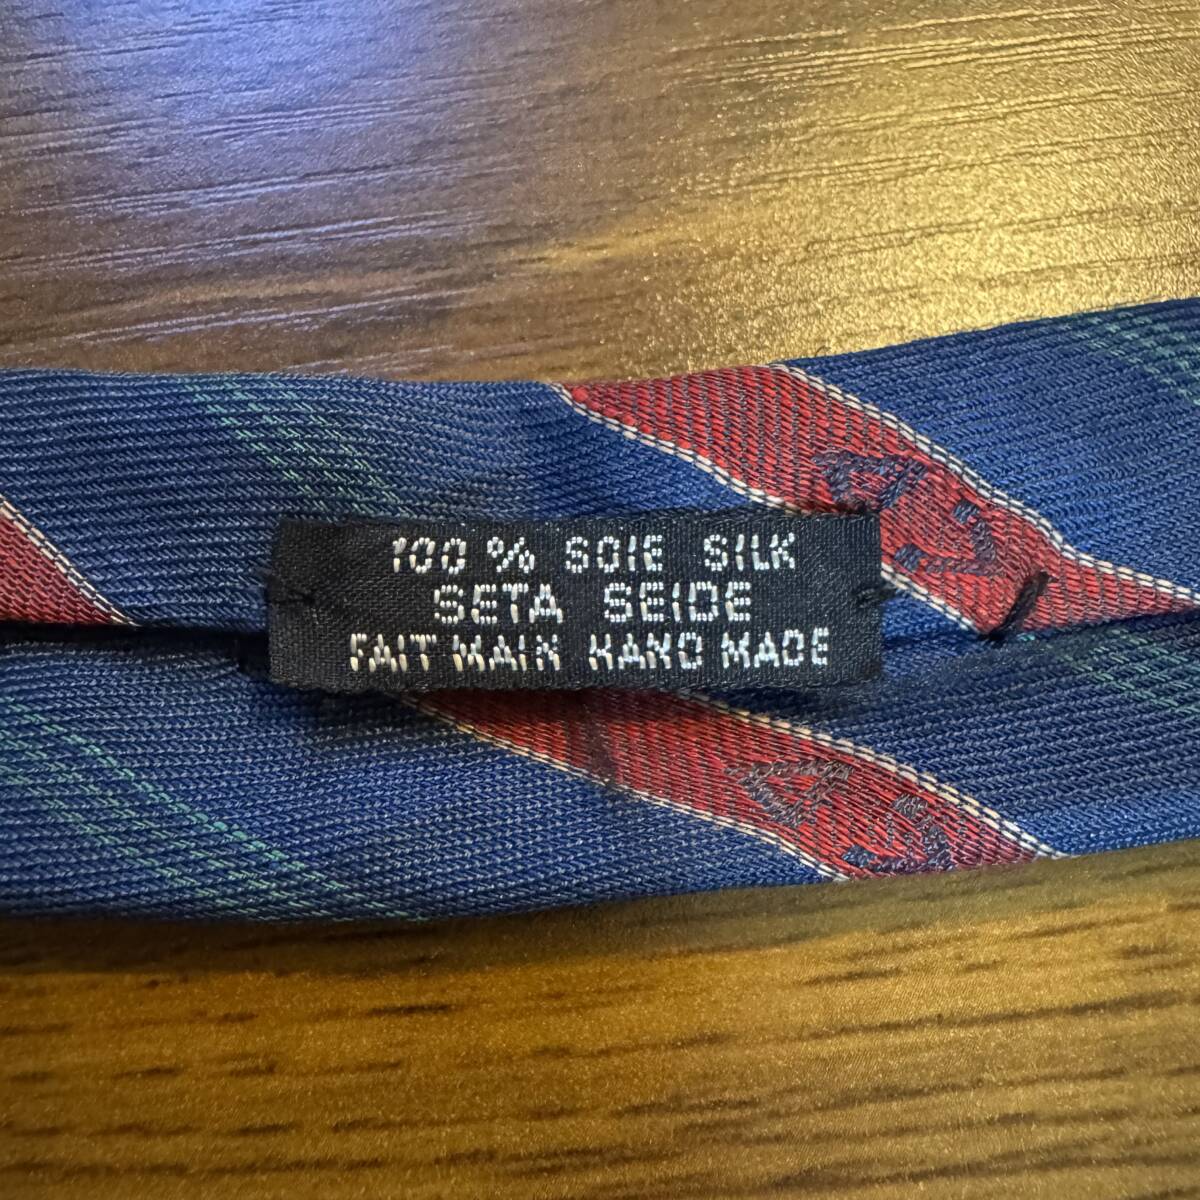 100 % SOIE SILK
SETA SEIDE
FAIT MAIN HAND MADE